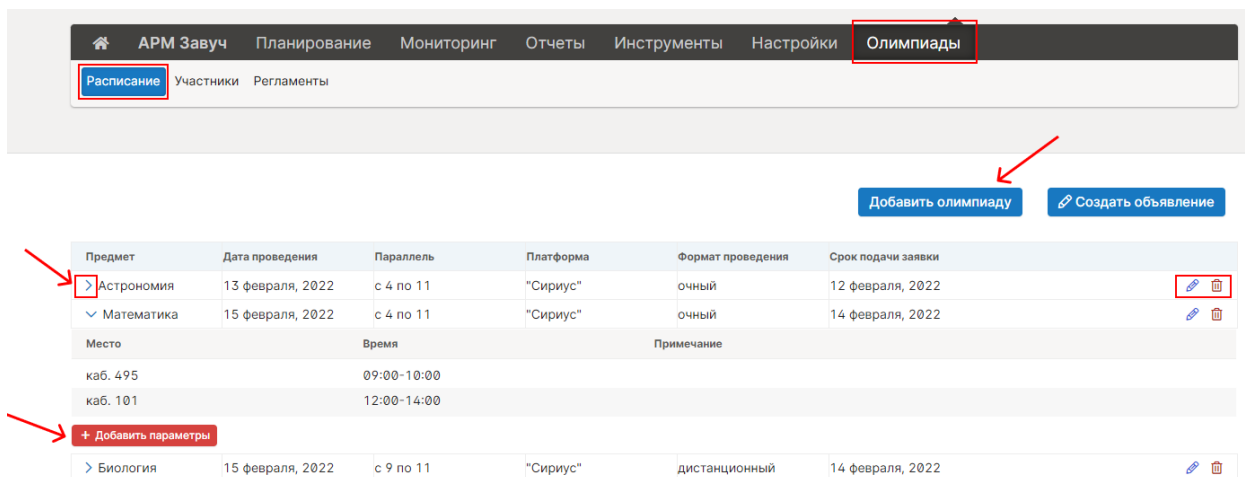 АРМ Завуч Планирование Мониторинг Отчеты Инструменты Настройки Олимпиады
Расписание Участники Регламенты
Добавить олимпиаду Создать объявление
Предмет Дата проведения Параллель Платформа Формат проведения Срок подачи заявки
Астрономия 13 февраля, 2022 с 4 по 11 "Сириус" очный 12 февраля, 2022
Математика 15 февраля, 2022 с 4 по 11 "Сириус" очный 14 февраля, 2022
Место Время Примечание
каб. 495 09:00-10:00
каб. 101 12:00-14:00
+ Добавить параметры
Биология 15 февраля, 2022 с 9 по 11 "Сириус" дистанционный 14 февраля, 2022